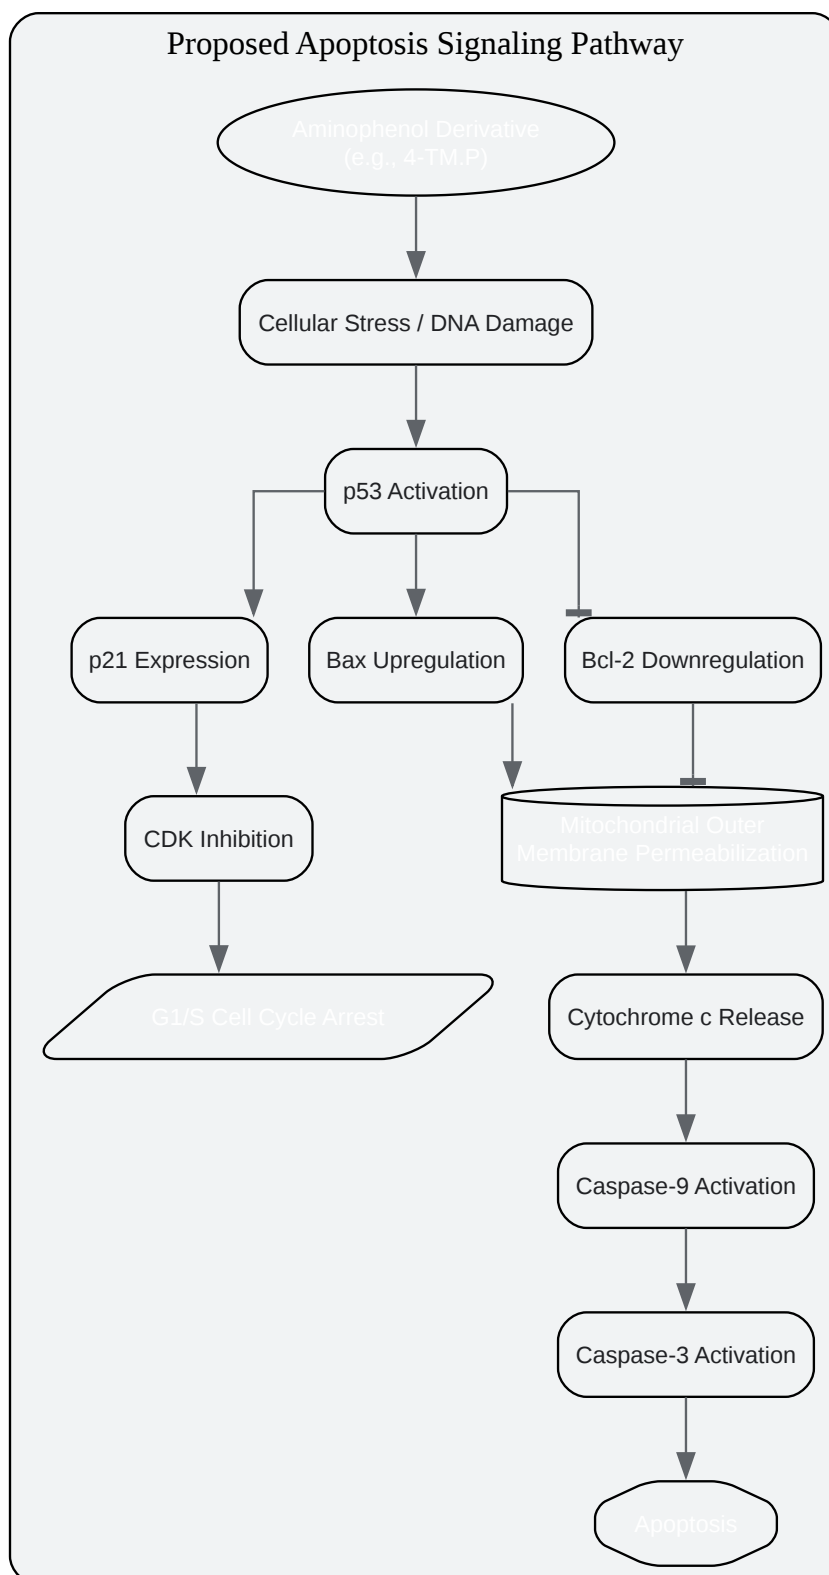 Proposed Apoptosis Signaling Pathway
Aminophenol Derivative
(e.g., 4-TM.P)
Cellular Stress / DNA Damage
p53 Activation
p21 Expression
Bax Upregulation
Bcl-2 Downregulation
CDK Inhibition
Mitochondrial Outer
Membrane Permeabilization
G1/S Cell Cycle Arrest
Cytochrome c Release
Caspase-9 Activation
Caspase-3 Activation
Apoptosis